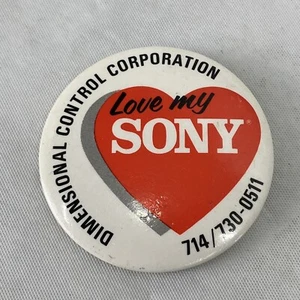 DIMENSIONAL CONTROL CORPORATION
Love my
SONY
714/730-0511